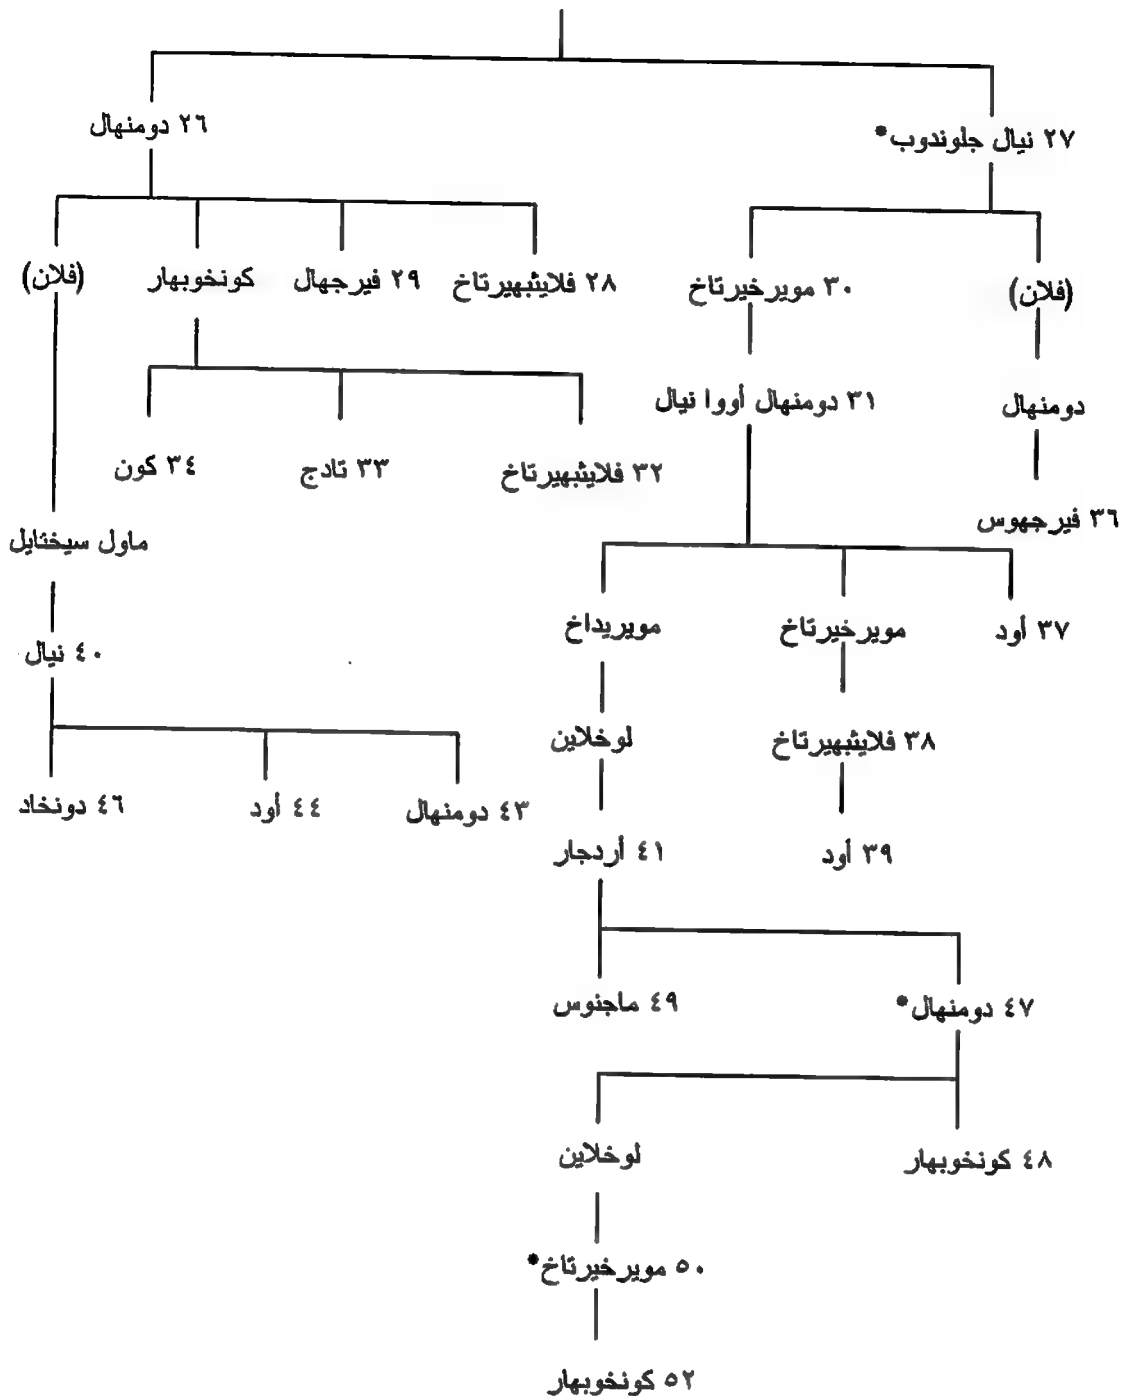 ٢٧ نيال جلوندوب*
٢٦ دومنهال
(فلان)
٣٠ مويرخيرتاخ
٢٨ فلايثبهيرتاخ
٢٩ فيرجهال
كونخوبهار
(فلان)
دومنهال
٣١ دومنهال أووا نيال
٣٢ فلايثبهيرتاخ
٣٣ تادج
٣٤ كون
٣٦ فيرجهوس
ماول سيختايل
٣٧ أود
مويرخيرتاخ
مويريداخ
٤٠ نيال
٣٨ فلايثبهيرتاخ
لوخلاين
٤٣ دومنهال
٤٤ أود
٤٦ دونخاد
٣٩ أود
٤١ أردجار
٤٧ دومنهال*
٤٩ ماجنوس
٤٨ كونخوبهار
لوخلاين
٥٠ مويرخيرتاخ*
٥٢ كونخوبهار